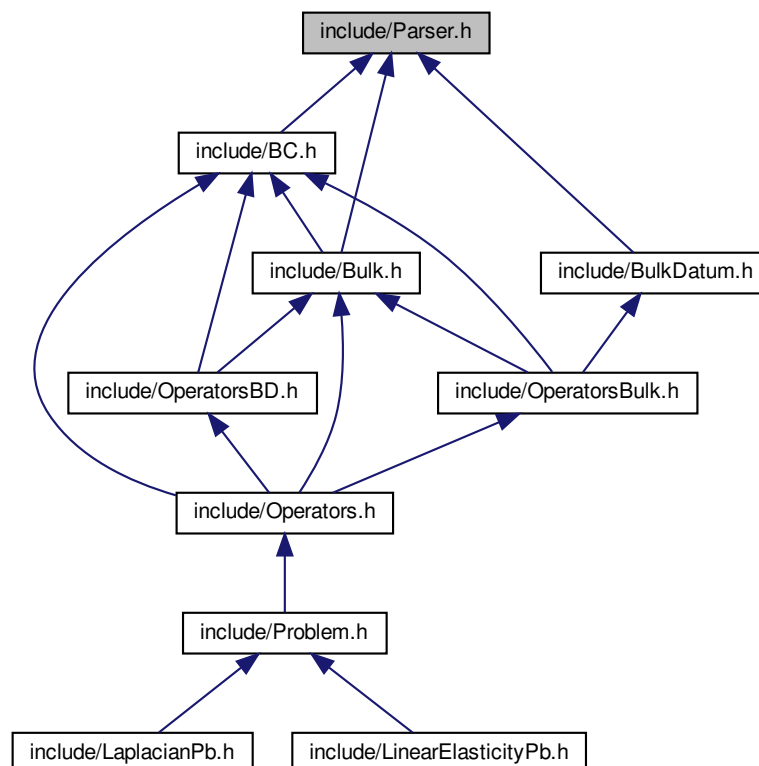 include/Parser.h
include/BC.h
include/Bulk.h
include/BulkDatum.h
include/OperatorsBD.h
include/OperatorsBulk.h
include/Operators.h
include/Problem.h
include/LaplacianPb.h
include/LinearElasticityPb.h